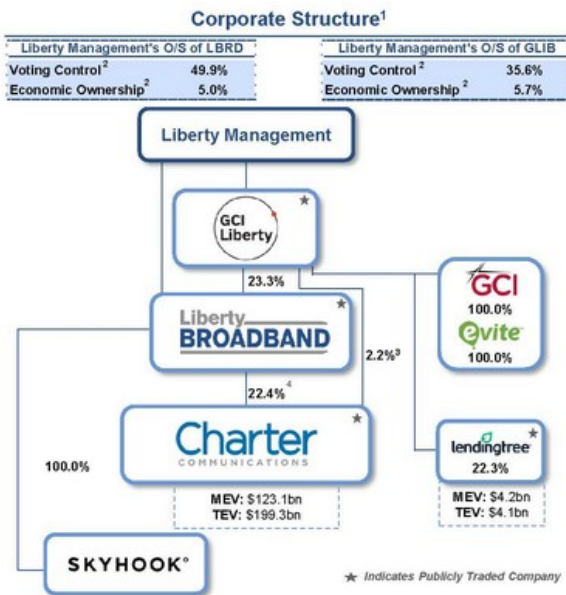 Corporate Structure¹
Liberty Management's O/S of LBRD
Voting Control² 49.9%
Economic Ownership² 5.0%
Liberty Management's O/S of GLIB
Voting Control² 35.6%
Economic Ownership² 5.7%
Liberty Management
GCI
Liberty
23.3%
GCI
100.0%
evite
100.0%
Liberty
BROADBAND
2.2%³
22.4%⁴
Charter
COMMUNICATIONS
lendingtree
22.3%
100.0%
MEV: $123.1bn
TEV: $199.3bn
MEV: $4.2bn
TEV: $4.1bn
SKYHOOK°
★ Indicates Publicly Traded Company